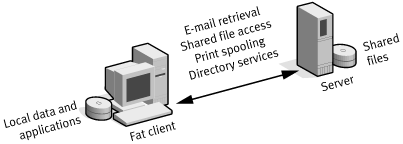 E-mail retrieval
Shared file access
Print spooling
Directory services
Shared
files
Server
Local data and
applications
Fat client